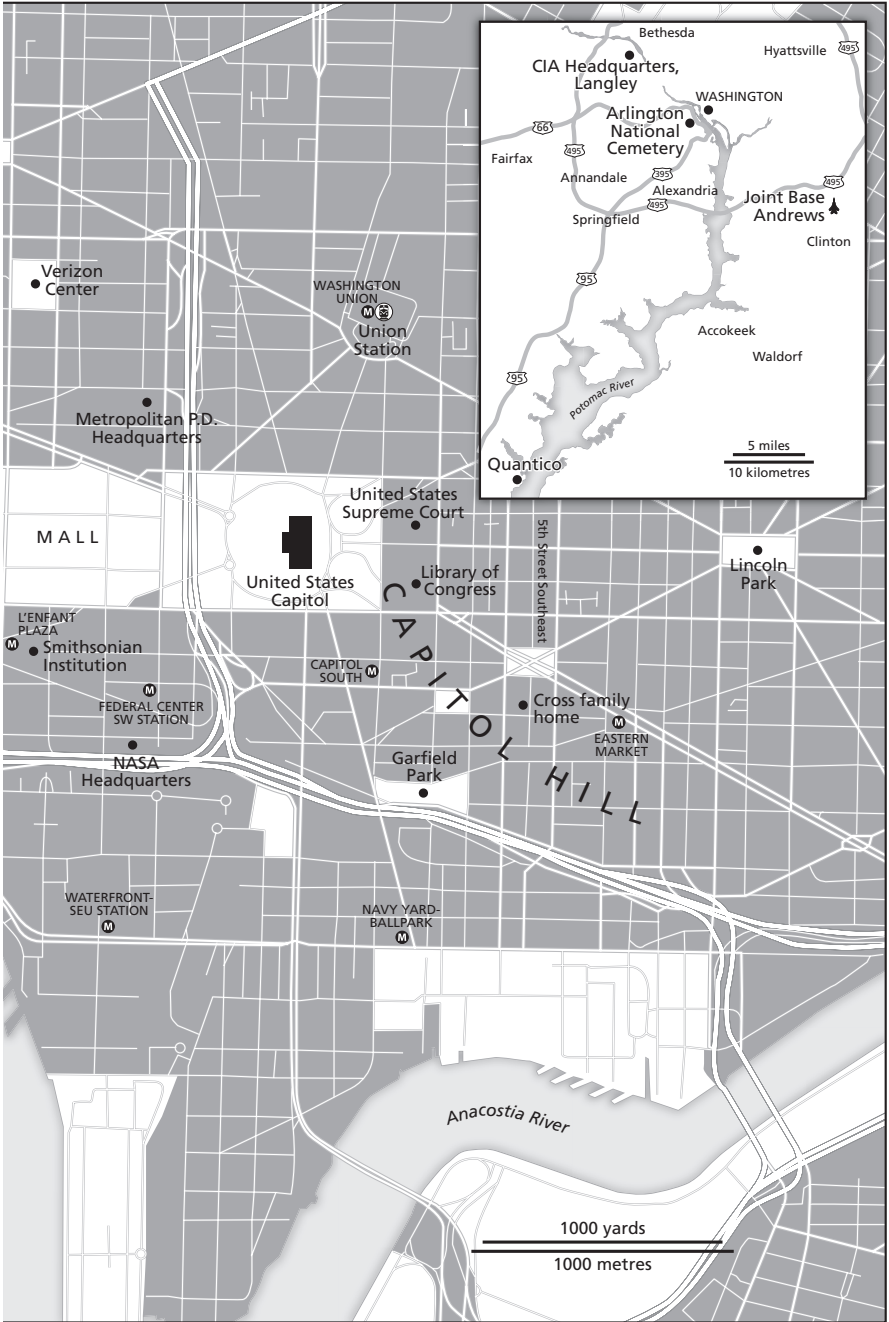 Bethesda
Hyattsville
495
CIA Headquarters,
Langley
WASHINGTON
66
Arlington
National
Cemetery
495
Fairfax
Annandale
395
Alexandria
495
495
Joint Base
Andrews
Springfield
Clinton
95
Accokeek
Waldorf
95
Potomac River
5 miles
10 kilometres
Quantico
Verizon
Center
WASHINGTON
UNION
M
Union
Station
Metropolitan P.D.
Headquarters
United States
Supreme Court
MALL
5th Street Southeast
Lincoln
Park
United States
Capitol
Library of
Congress
CAPITOL HILL
L'ENFANT
PLAZA
M
Smithsonian
Institution
CAPITOL
SOUTH
M
M
FEDERAL CENTER
SW STATION
Cross family
home
M
EASTERN
MARKET
NASA
Headquarters
Garfield
Park
WATERFRONT-
SEU STATION
M
NAVY YARD-
BALLPARK
M
Anacostia River
1000 yards
1000 metres